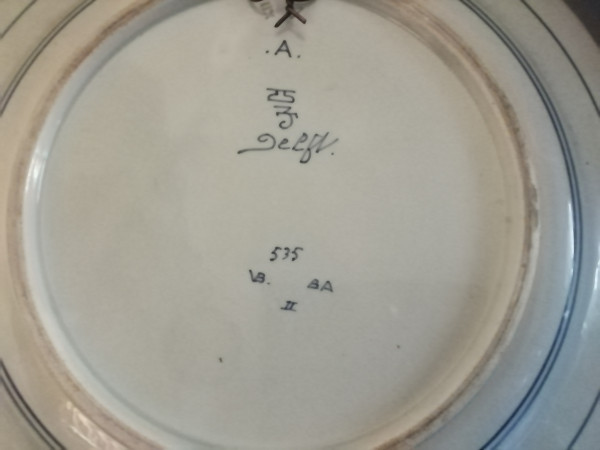 .A.
Delft.
535
VB. BA
II